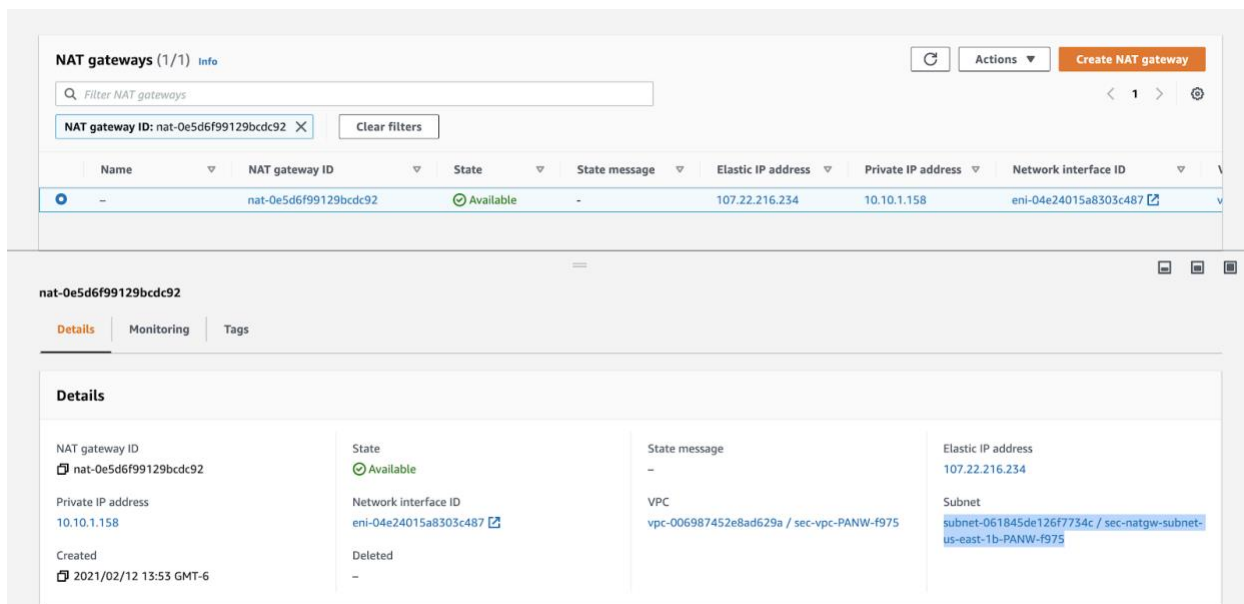 NAT gateways (1/1) Info
Actions ▼ Create NAT gateway
Filter NAT gateways
< 1 >
NAT gateway ID: nat-0e5d6f99129bcdc92 X Clear filters
Name NAT gateway ID State State message Elastic IP address Private IP address Network interface ID V
– nat-0e5d6f99129bcdc92 Available - 107.22.216.234 10.10.1.158 eni-04e24015a8303c487 v
nat-0e5d6f99129bcdc92
Details Monitoring Tags
Details
NAT gateway ID State State message Elastic IP address
nat-0e5d6f99129bcdc92 Available – 107.22.216.234
Private IP address Network interface ID VPC Subnet
10.10.1.158 eni-04e24015a8303c487 vpc-006987452e8ad629a / sec-vpc-PANW-f975 subnet-061845de126f7734c / sec-natgw-subnet-
us-east-1b-PANW-f975
Created Deleted
2021/02/12 13:53 GMT-6 –